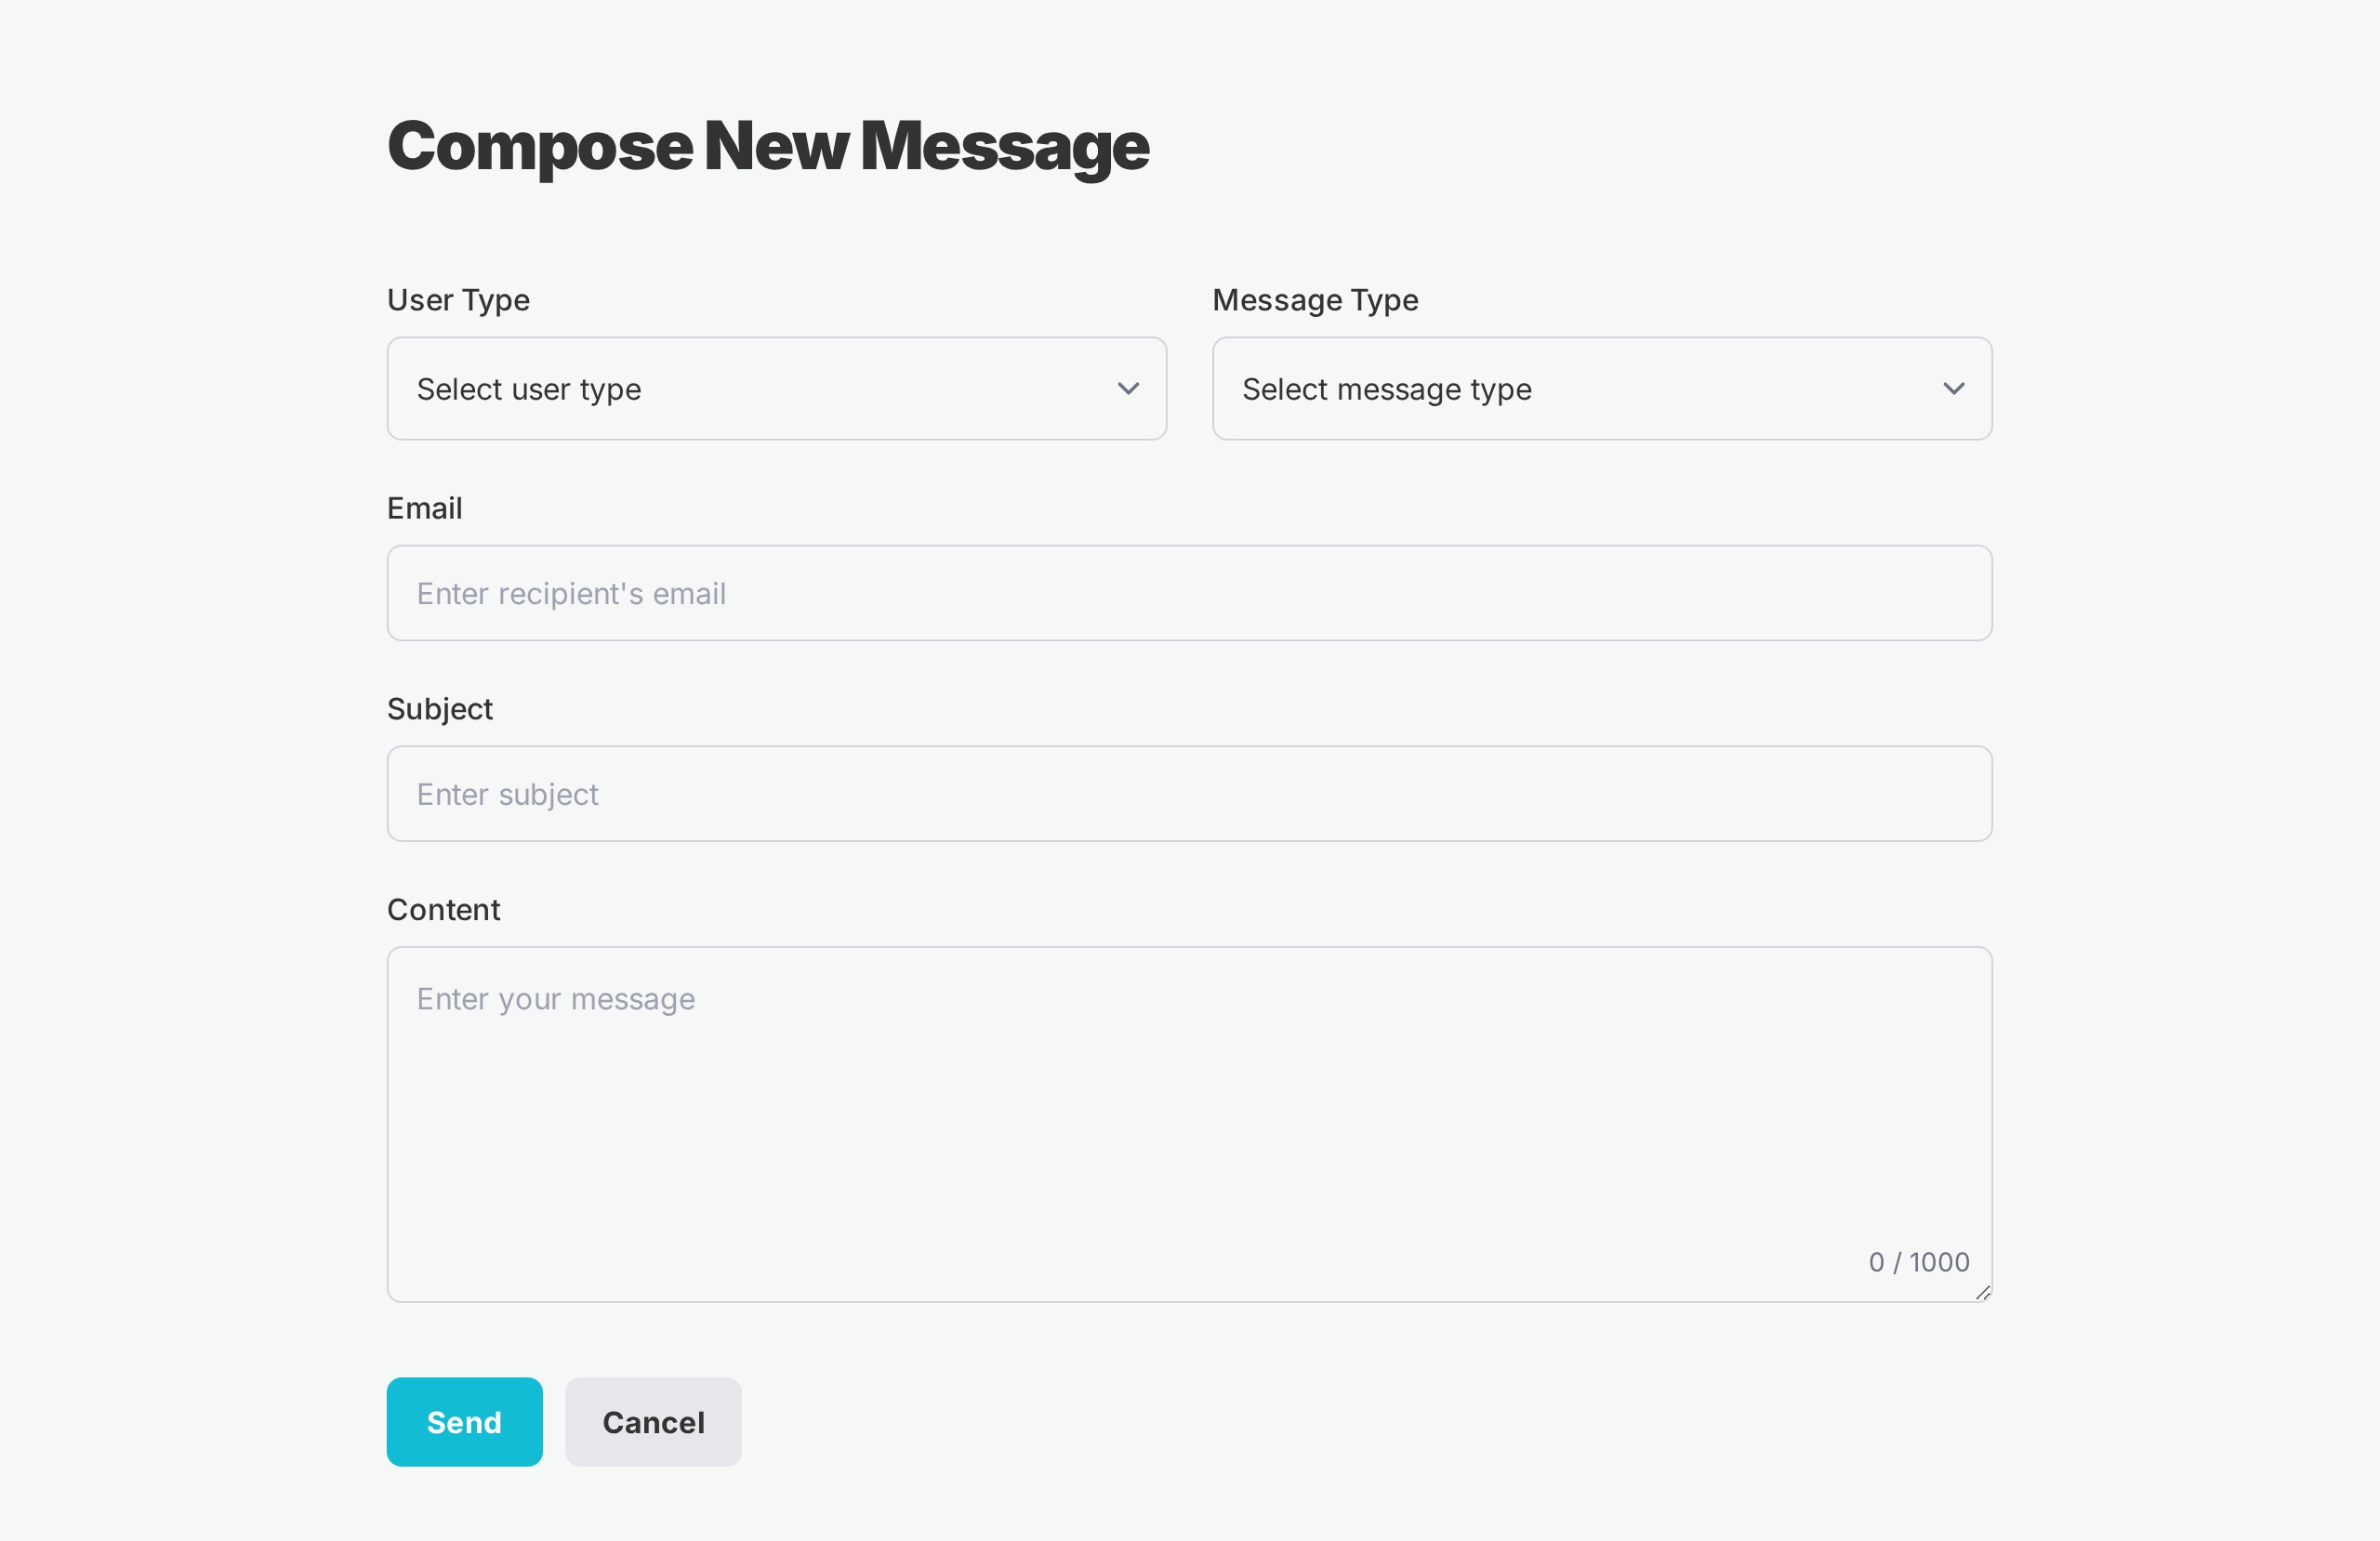 Compose New Message
User Type
Message Type
Select user type
Select message type
Email
Enter recipient's email
Subject
Enter subject
Content
Enter your message
0 / 1000
Send
Cancel